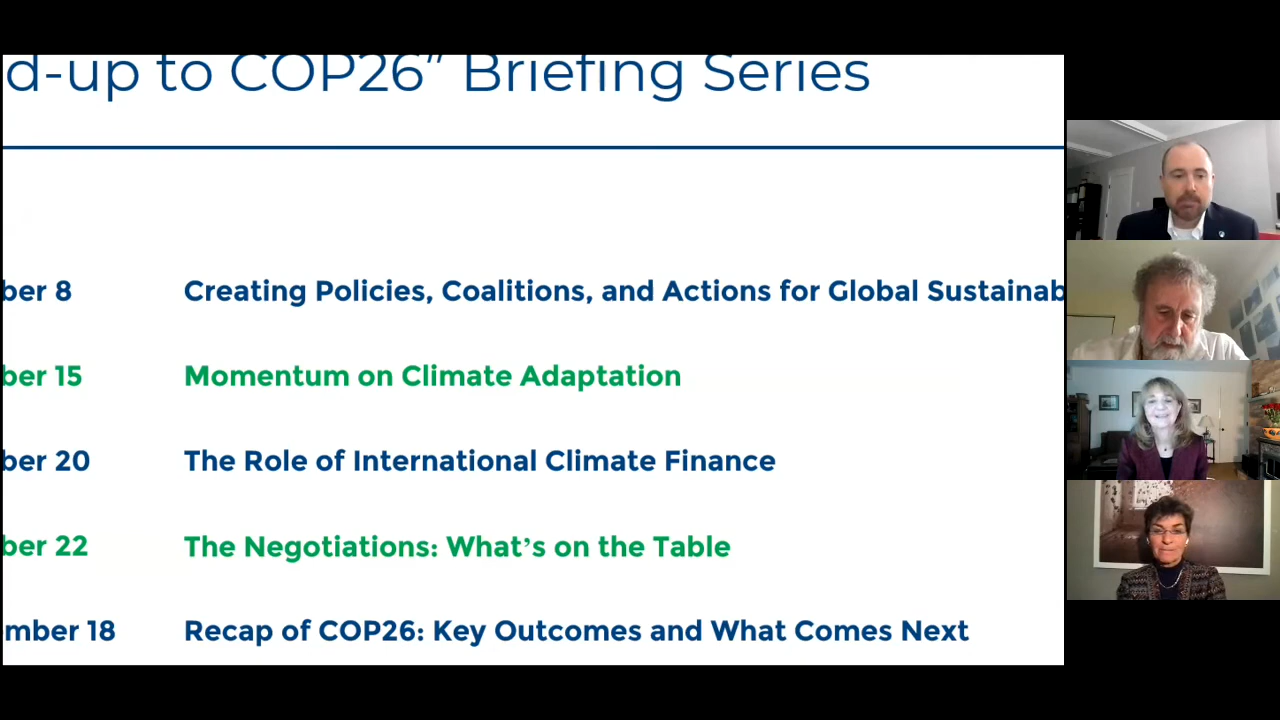 d-up to COP26" Briefing Series
ber 8 Creating Policies, Coalitions, and Actions for Global Sustainab
ber 15 Momentum on Climate Adaptation
ber 20 The Role of International Climate Finance
ber 22 The Negotiations: What’s on the Table
mber 18 Recap of COP26: Key Outcomes and What Comes Next